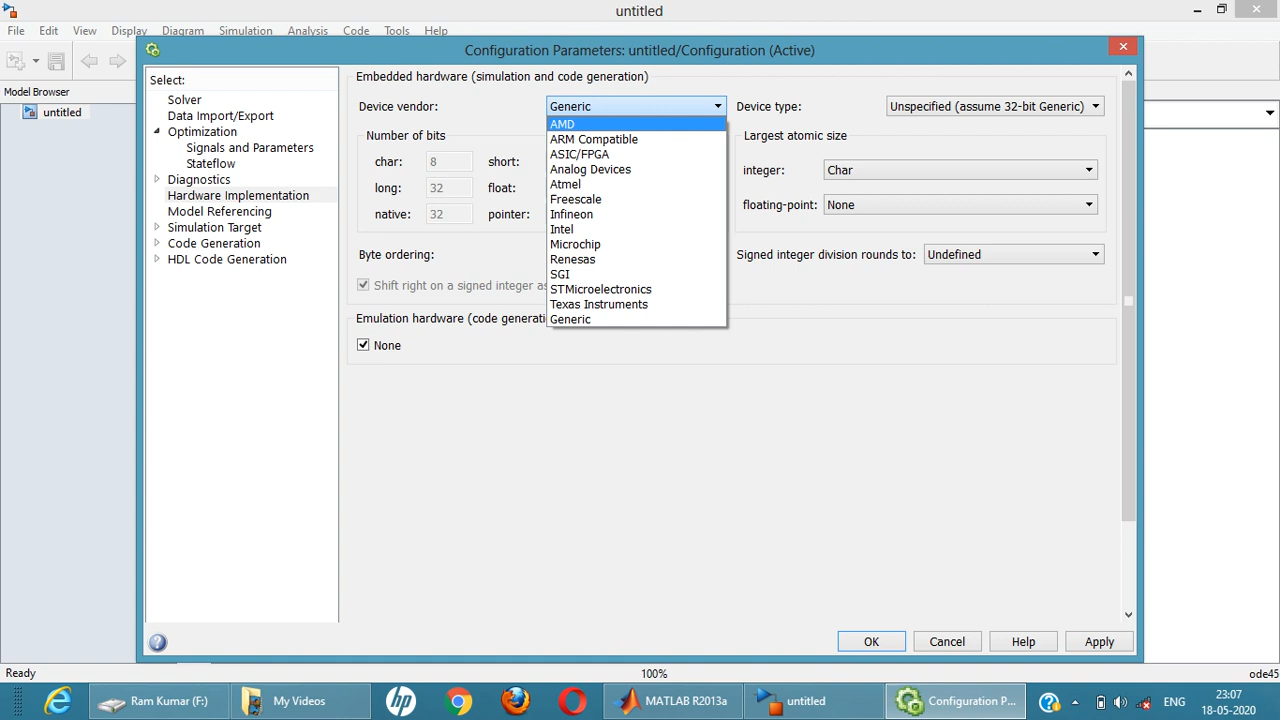 untitled
File Edit View Display Diagram Simulation Analysis Code Tools Help
Configuration Parameters: untitled/Configuration (Active)
Model Browser
untitled
Select:
Solver
Data Import/Export
Optimization
Signals and Parameters
Stateflow
Diagnostics
Hardware Implementation
Model Referencing
Simulation Target
Code Generation
HDL Code Generation
Embedded hardware (simulation and code generation)
Device vendor: Generic Device type: Unspecified (assume 32-bit Generic)
AMD
ARM Compatible
ASIC/FPGA
Analog Devices
Atmel
Freescale
Infineon
Intel
Microchip
Renesas
SGI
STMicroelectronics
Texas Instruments
Generic
Number of bits
char: 8 short:
long: 32 float:
native: 32 pointer:
Largest atomic size
integer: Char
floating-point: None
Byte ordering:
Signed integer division rounds to: Undefined
Shift right on a signed integer as
Emulation hardware (code generati
None
OK Cancel Help Apply
Ready 100% ode45
Ram Kumar (F:) My Videos hp MATLAB R2013a untitled Configuration P... ENG 23:07
18-05-2020